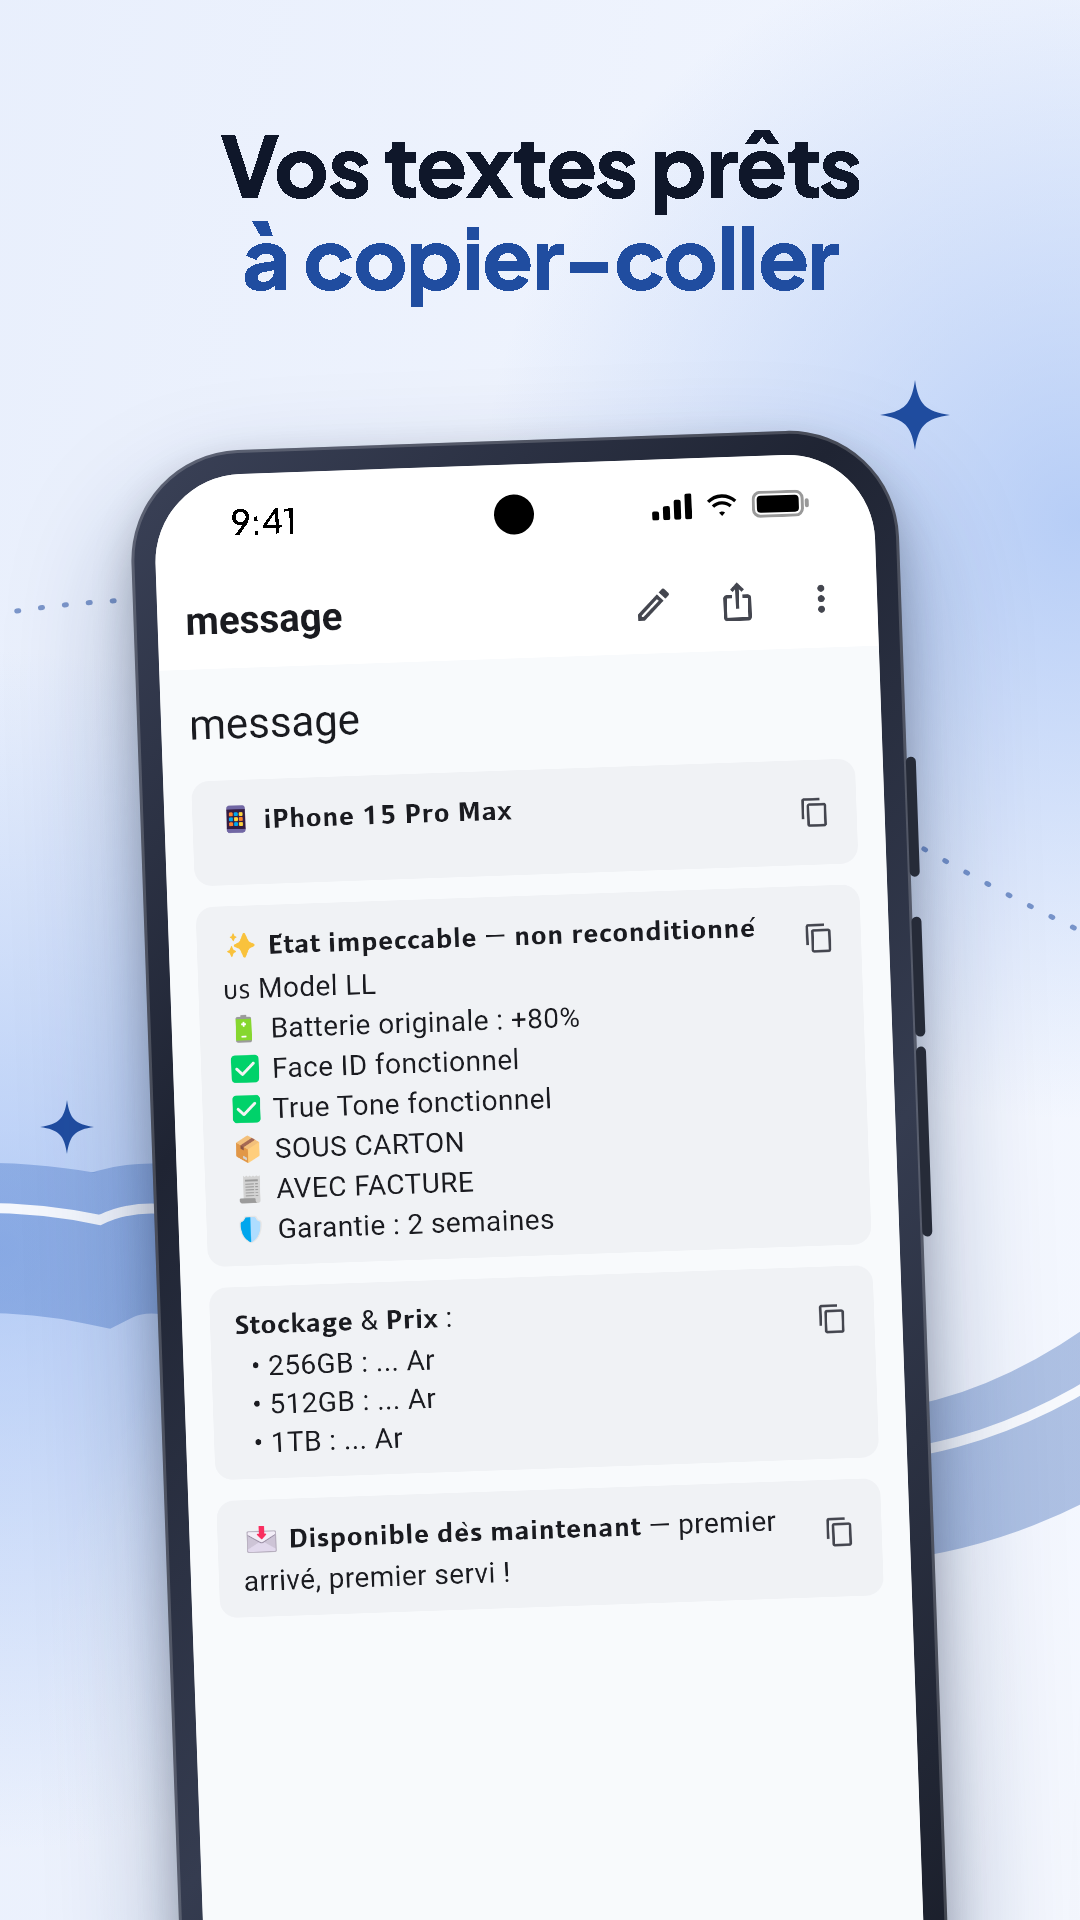 Vos textes prêts
à copier-coller
9:41
message
message
📱 iPhone 15 Pro Max
✨ État impeccable — non reconditionné
us Model LL
🔋 Batterie originale : +80%
✅ Face ID fonctionnel
✅ True Tone fonctionnel
📦 SOUS CARTON
🧾 AVEC FACTURE
🛡️ Garantie : 2 semaines
Stockage & Prix :
• 256GB : ... Ar
• 512GB : ... Ar
• 1TB : ... Ar
📩 Disponible dès maintenant — premier
arrivé, premier servi !